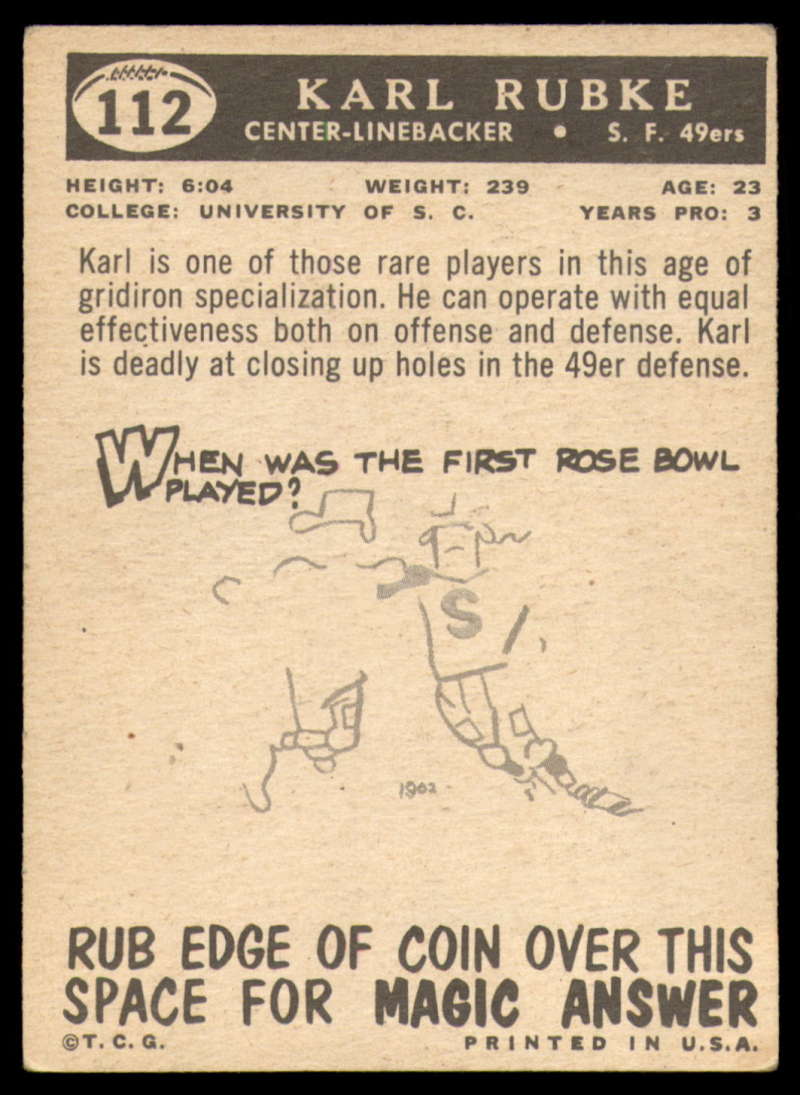 112
KARL RUBKE
CENTER-LINEBACKER • S. F. 49ers
HEIGHT: 6:04 WEIGHT: 239 AGE: 23
COLLEGE: UNIVERSITY OF S. C. YEARS PRO: 3
Karl is one of those rare players in this age of
gridiron specialization. He can operate with equal
effectiveness both on offense and defense. Karl
is deadly at closing up holes in the 49er defense.
WHEN WAS THE FIRST ROSE BOWL
PLAYED?
S
1902
RUB EDGE OF COIN OVER THIS
SPACE FOR MAGIC ANSWER
©T. C. G. PRINTED IN U.S.A.